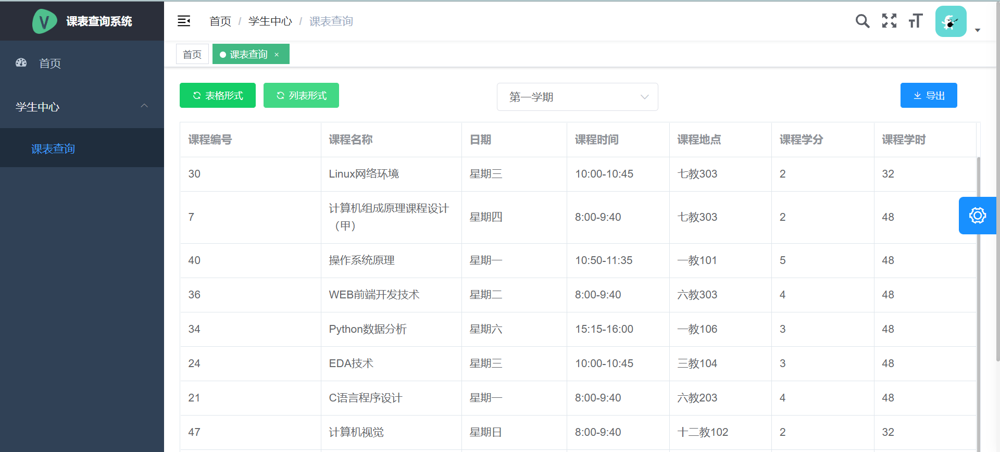 课表查询系统
首页 / 学生中心 / 课表查询
首页
学生中心
课表查询
首页 课表查询 ×
表格形式 列表形式 第一学期 导出
课程编号 课程名称 日期 课程时间 课程地点 课程学分 课程学时
30 Linux网络环境 星期三 10:00-10:45 七教303 2 32
7 计算机组成原理课程设计 星期四 8:00-9:40 七教303 2 48
（甲）
40 操作系统原理 星期一 10:50-11:35 一教101 5 48
36 WEB前端开发技术 星期二 8:00-9:40 六教303 4 48
34 Python数据分析 星期六 15:15-16:00 一教106 3 48
24 EDA技术 星期三 10:00-10:45 三教104 3 48
21 C语言程序设计 星期一 8:00-9:40 六教203 4 48
47 计算机视觉 星期日 8:00-9:40 十二教102 2 32